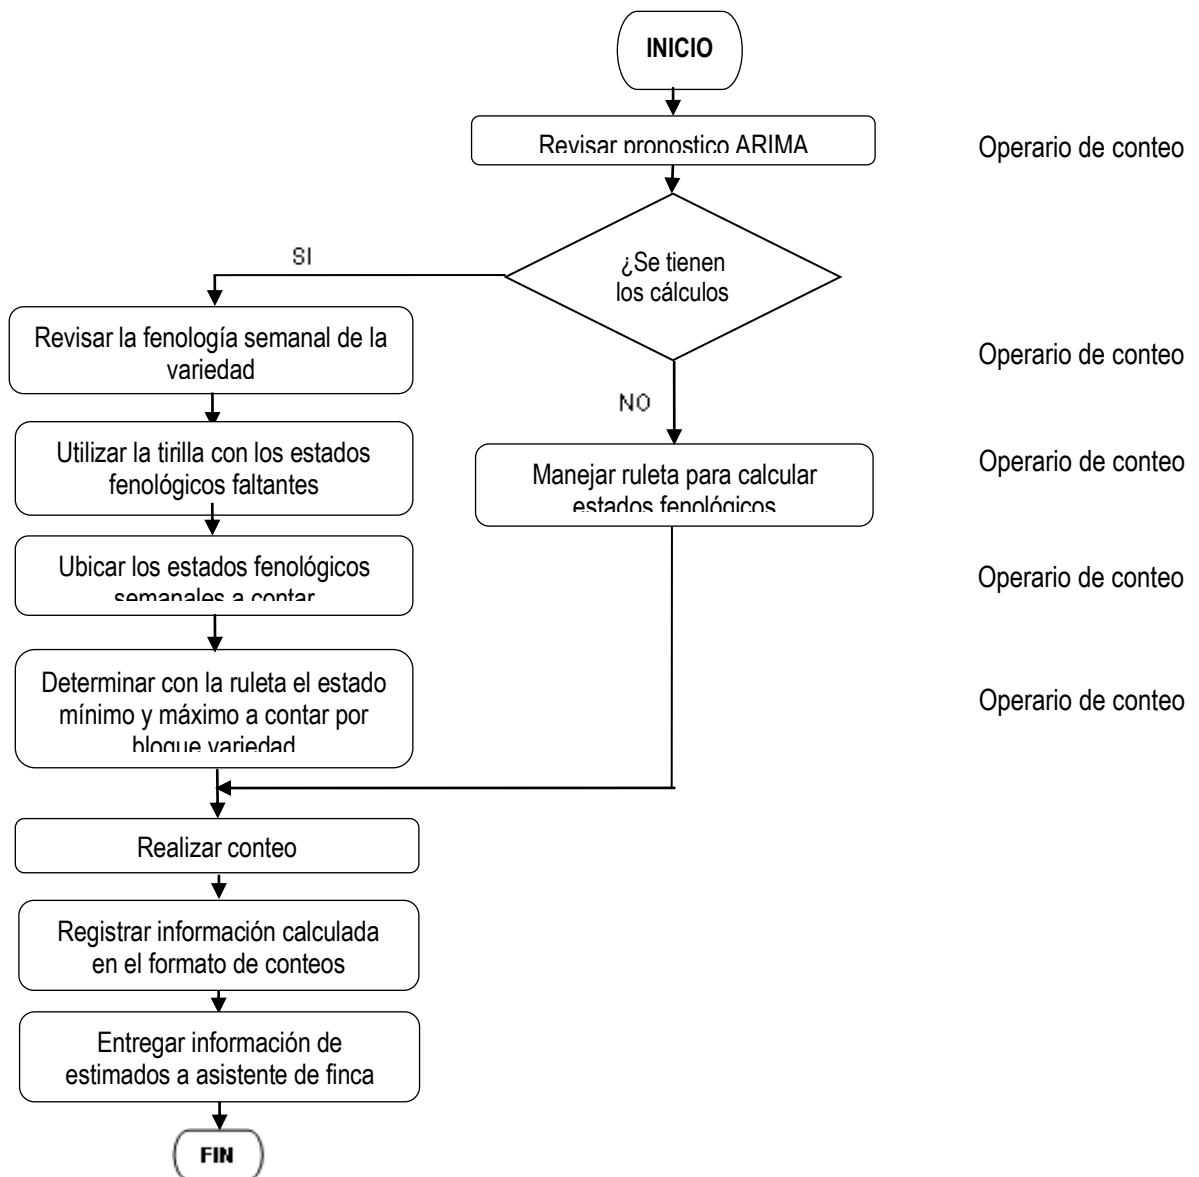 INICIO
Revisar pronostico ARIMA
Operario de conteo
¿Se tienen
los cálculos
SI
Revisar la fenología semanal de la
variedad
Operario de conteo
NO
Utilizar la tirilla con los estados
fenológicos faltantes
Manejar ruleta para calcular
estados fenológicos
Operario de conteo
Ubicar los estados fenológicos
semanales a contar
Operario de conteo
Determinar con la ruleta el estado
mínimo y máximo a contar por
bloque variedad
Operario de conteo
Realizar conteo
Registrar información calculada
en el formato de conteos
Entregar información de
estimados a asistente de finca
FIN